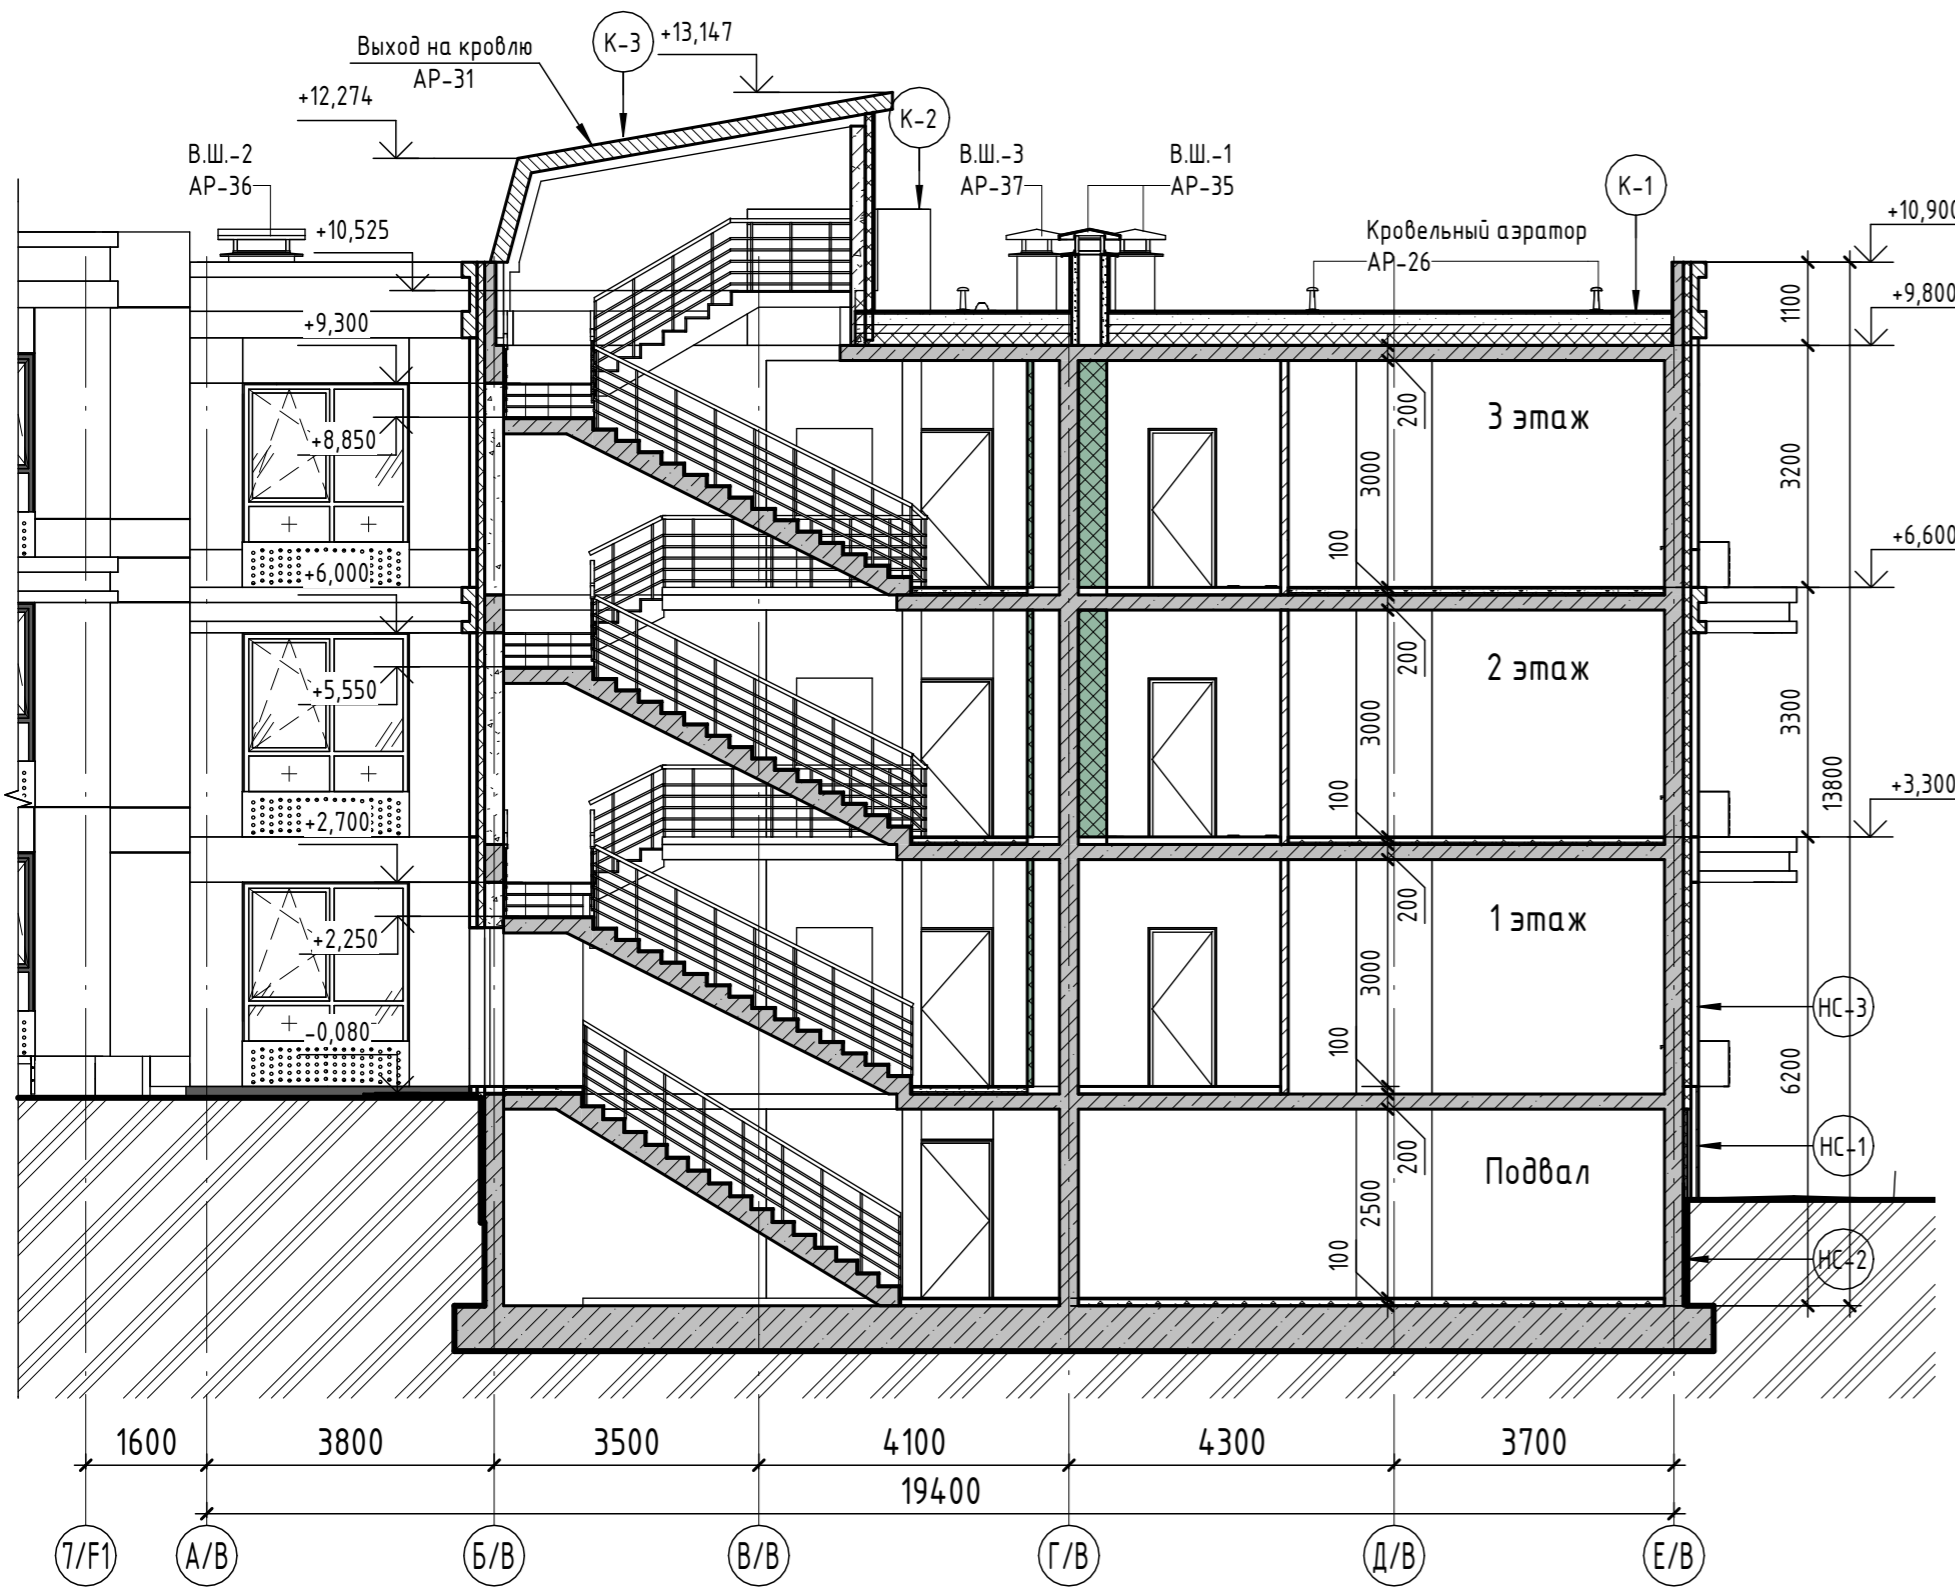 Выход на кровлю
АР-31
К-3
+13,147
+12,274
К-2
В.Ш.-2
АР-36
В.Ш.-3
АР-37
В.Ш.-1
АР-35
К-1
+10,525
Кровельный аэратор
АР-26
+10,900
+9,300
+9,800
1100
+8,850
200
3 этаж
3000
3200
100
+6,600
+6,000
+5,550
200
2 этаж
3000
3300
100
13800
+3,300
+2,700
+2,250
200
1 этаж
3000
НС-3
-0,080
100
6200
200
Подвал
НС-1
2500
100
НС-2
1600
3800
3500
4100
4300
3700
19400
7/F1
А/В
Б/В
В/В
Г/В
Д/В
Е/В